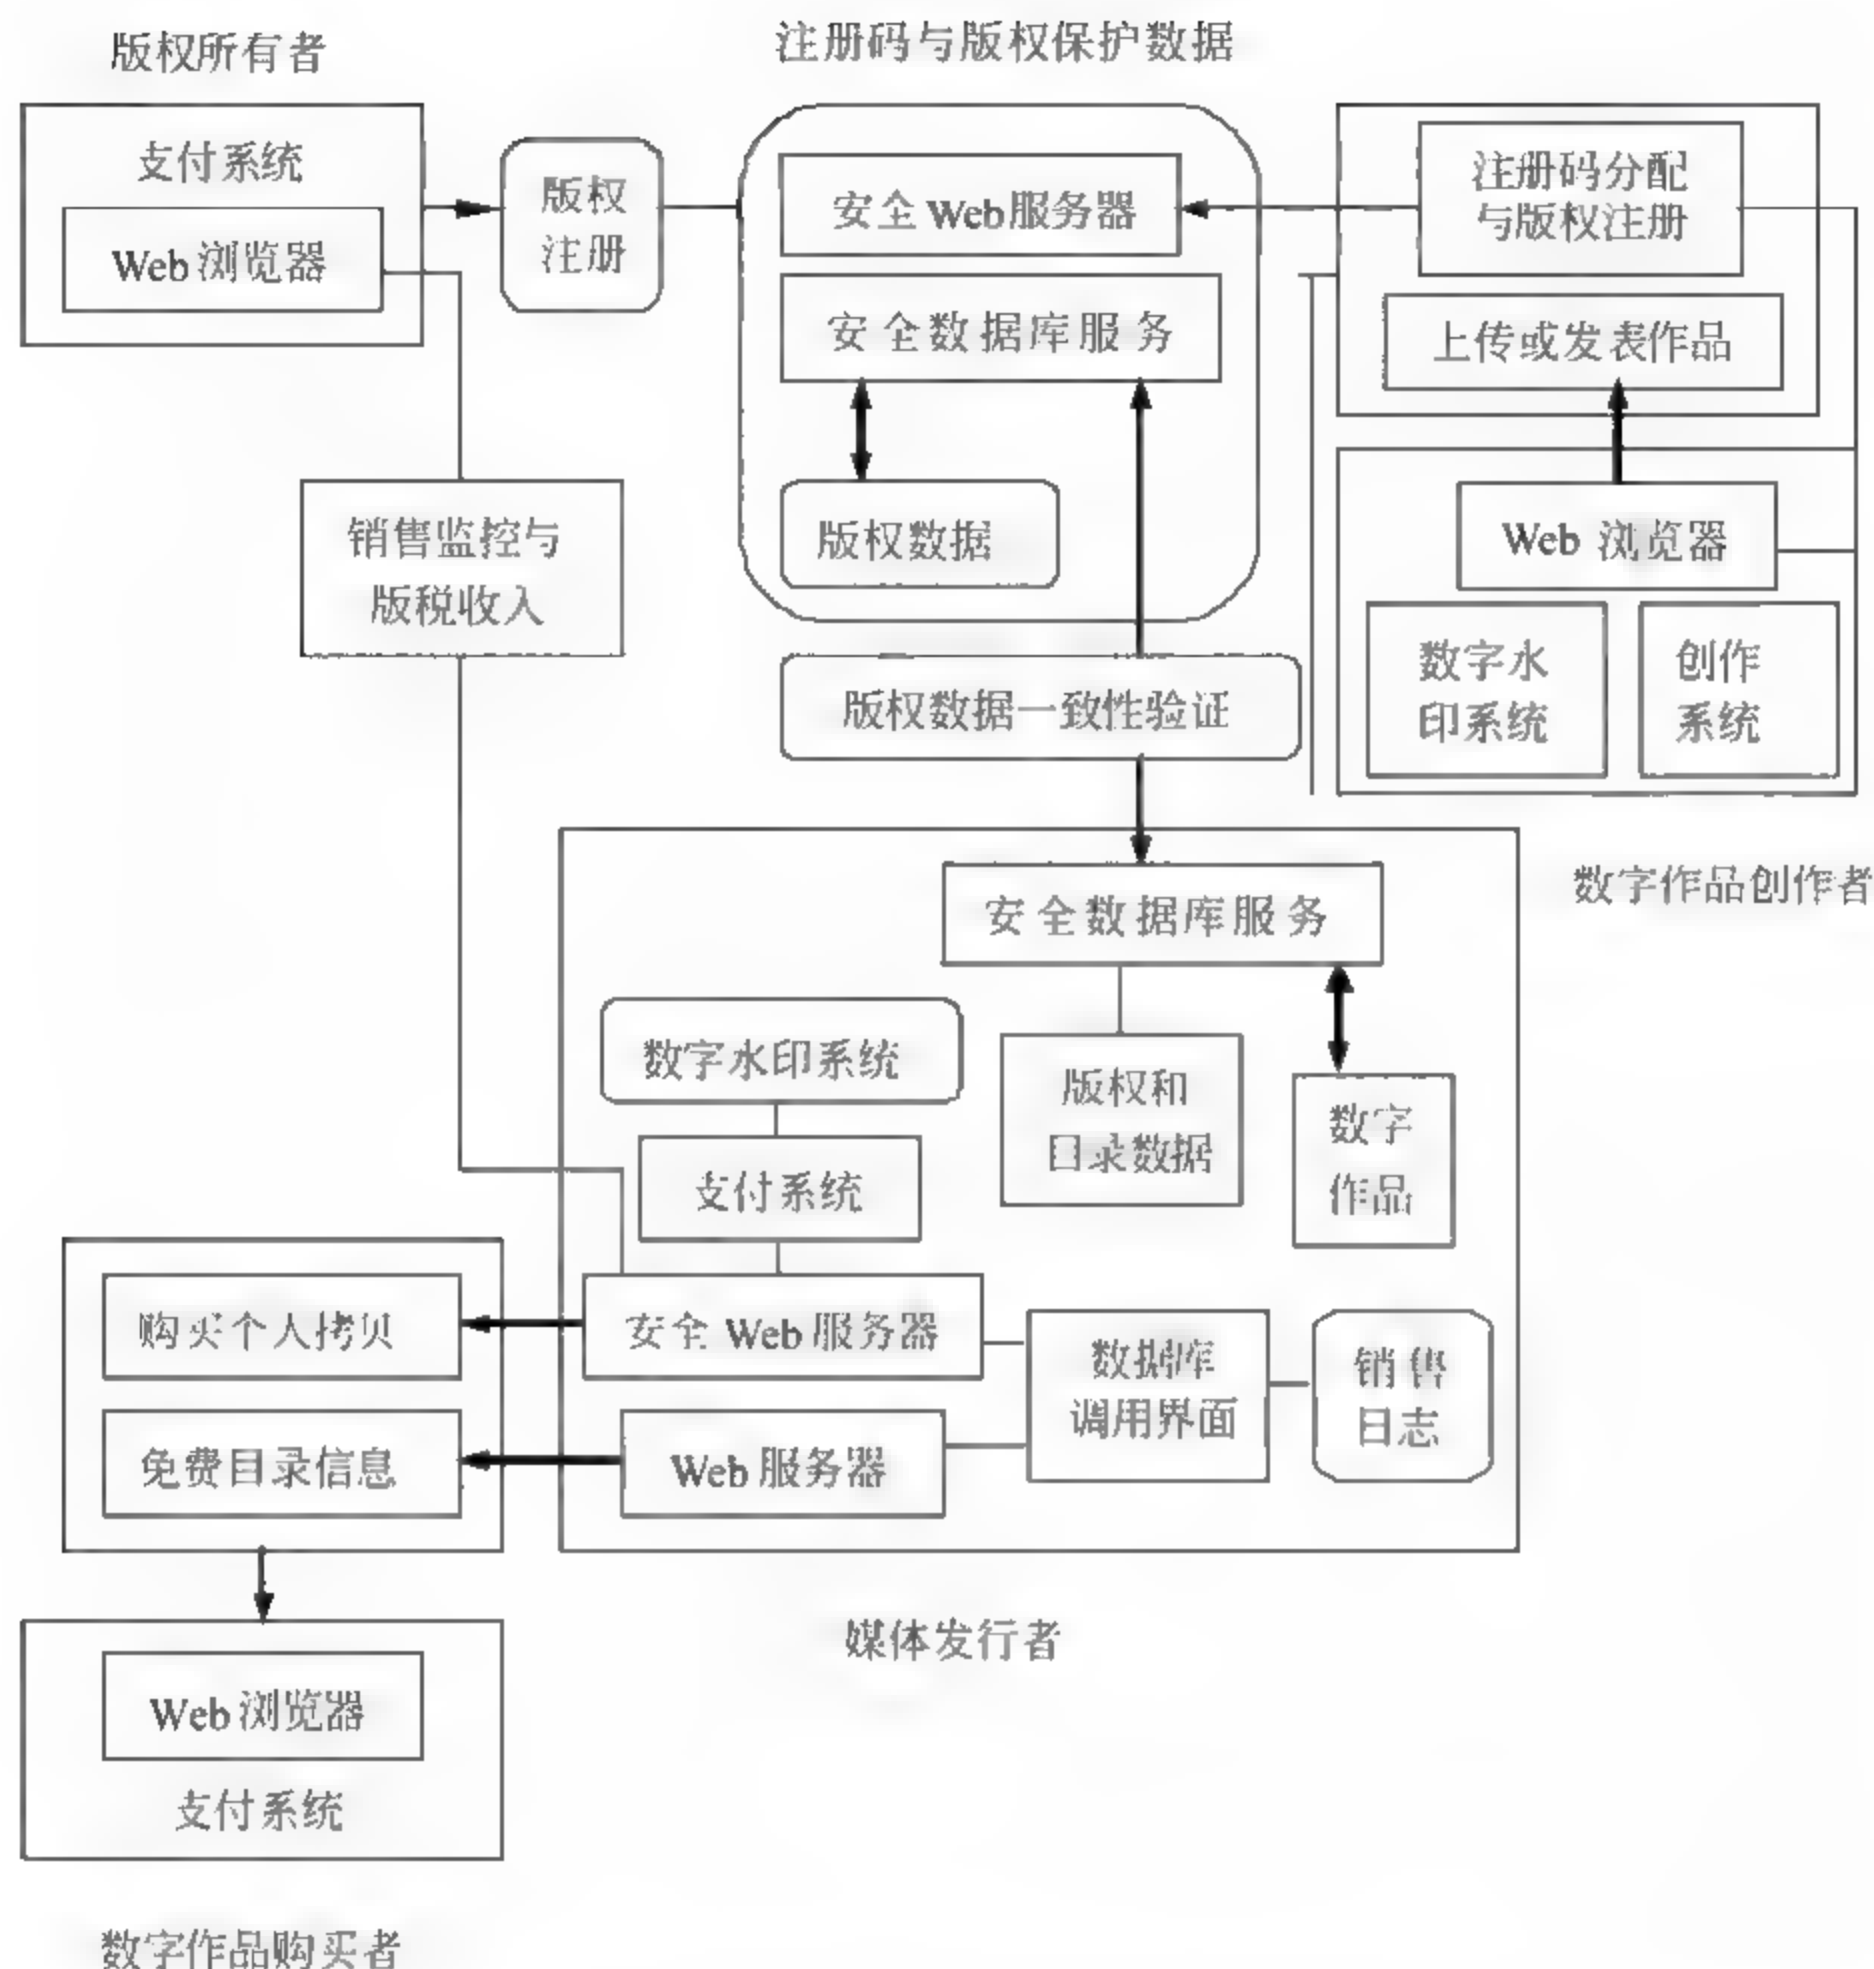 版权所有者
注册码与版权保护数据
支付系统
Web 浏览器
版权
注册
安全 Web 服务器
安全数据库服务
版权数据
注册码分配
与版权注册
上传或发表作品
Web 浏览器
数字水
印系统
创作
系统
销售监控与
版税收入
版权数据一致性验证
数字作品创作者
安全数据库服务
数字水印系统
版权和
目录数据
数字
作品
支付系统
购买个人拷贝
安全 Web 服务器
数据库
调用界面
销售
日志
免费目录信息
Web 服务器
媒体发行者
Web 浏览器
支付系统
数字作品购买者